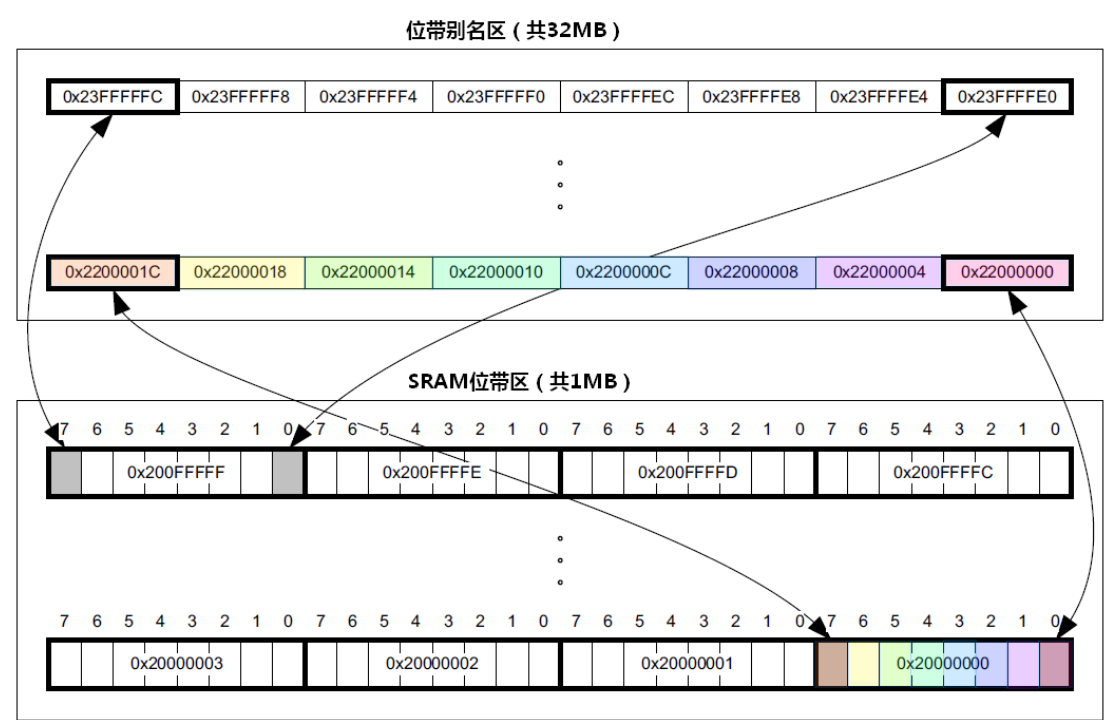 位带别名区（共32MB）
0x23FFFFFC 0x23FFFFF8 0x23FFFFF4 0x23FFFFF0 0x23FFFFEC 0x23FFFFE8 0x23FFFFE4 0x23FFFFE0
0x2200001C 0x22000018 0x22000014 0x22000010 0x2200000C 0x22000008 0x22000004 0x22000000
SRAM位带区（共1MB）
7 6 5 4 3 2 1 0 7 6 5 4 3 2 1 0 7 6 5 4 3 2 1 0 7 6 5 4 3 2 1 0
0x200FFFFF 0x200FFFFE 0x200FFFFD 0x200FFFFC
7 6 5 4 3 2 1 0 7 6 5 4 3 2 1 0 7 6 5 4 3 2 1 0 7 6 5 4 3 2 1 0
0x20000003 0x20000002 0x20000001 0x20000000